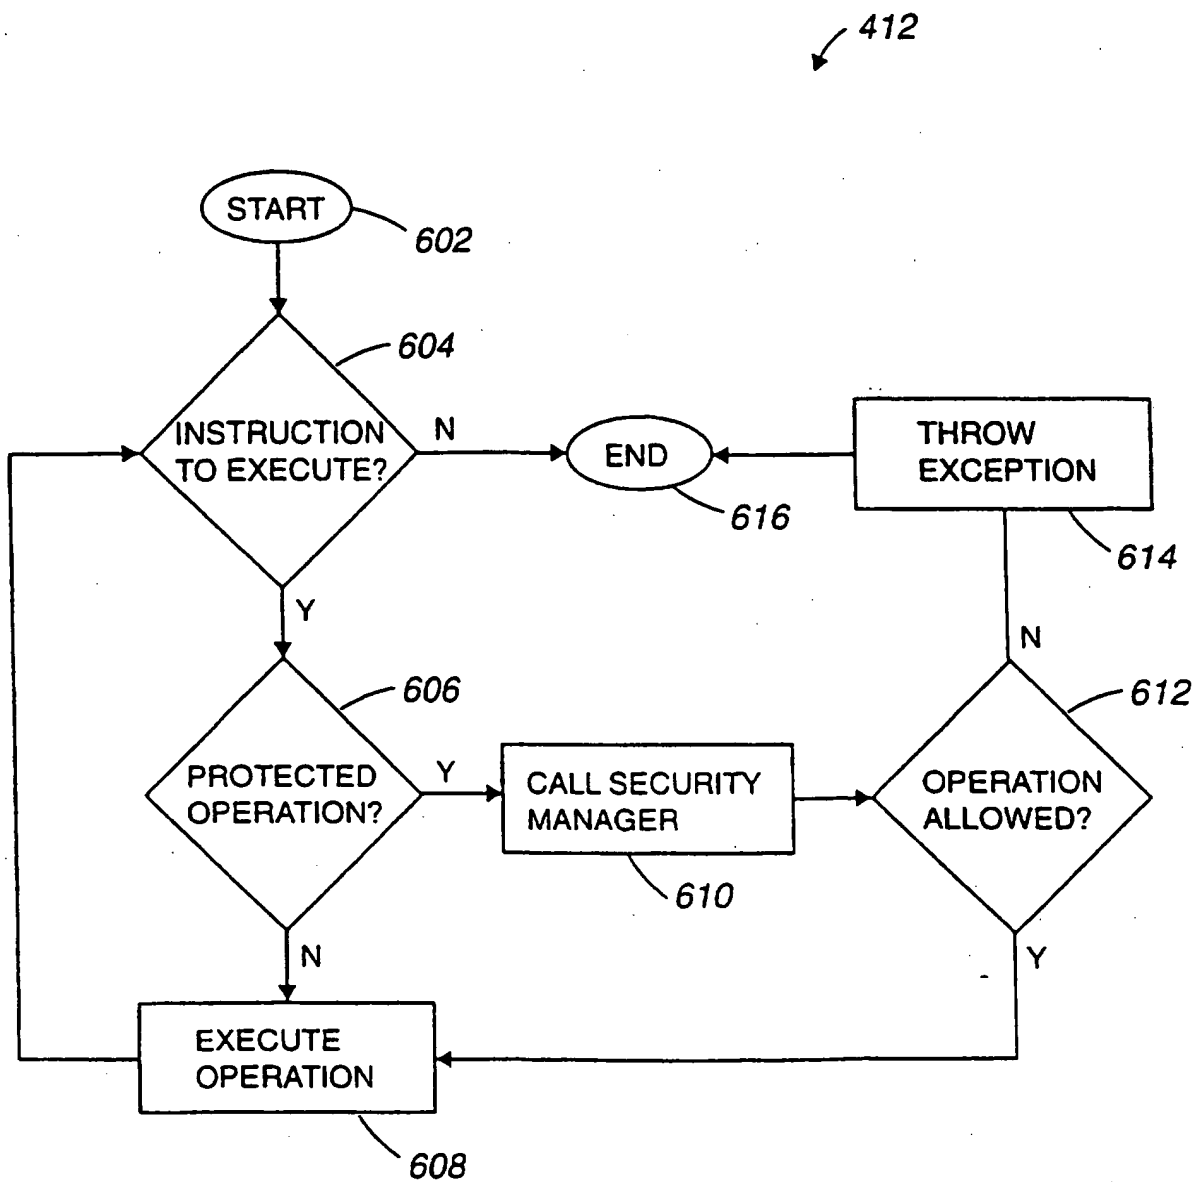 412
START
602
604
INSTRUCTION
TO EXECUTE?
N
END
616
THROW
EXCEPTION
614
Y
N
606
612
PROTECTED
OPERATION?
Y
CALL SECURITY
MANAGER
610
OPERATION
ALLOWED?
N
Y
EXECUTE
OPERATION
608